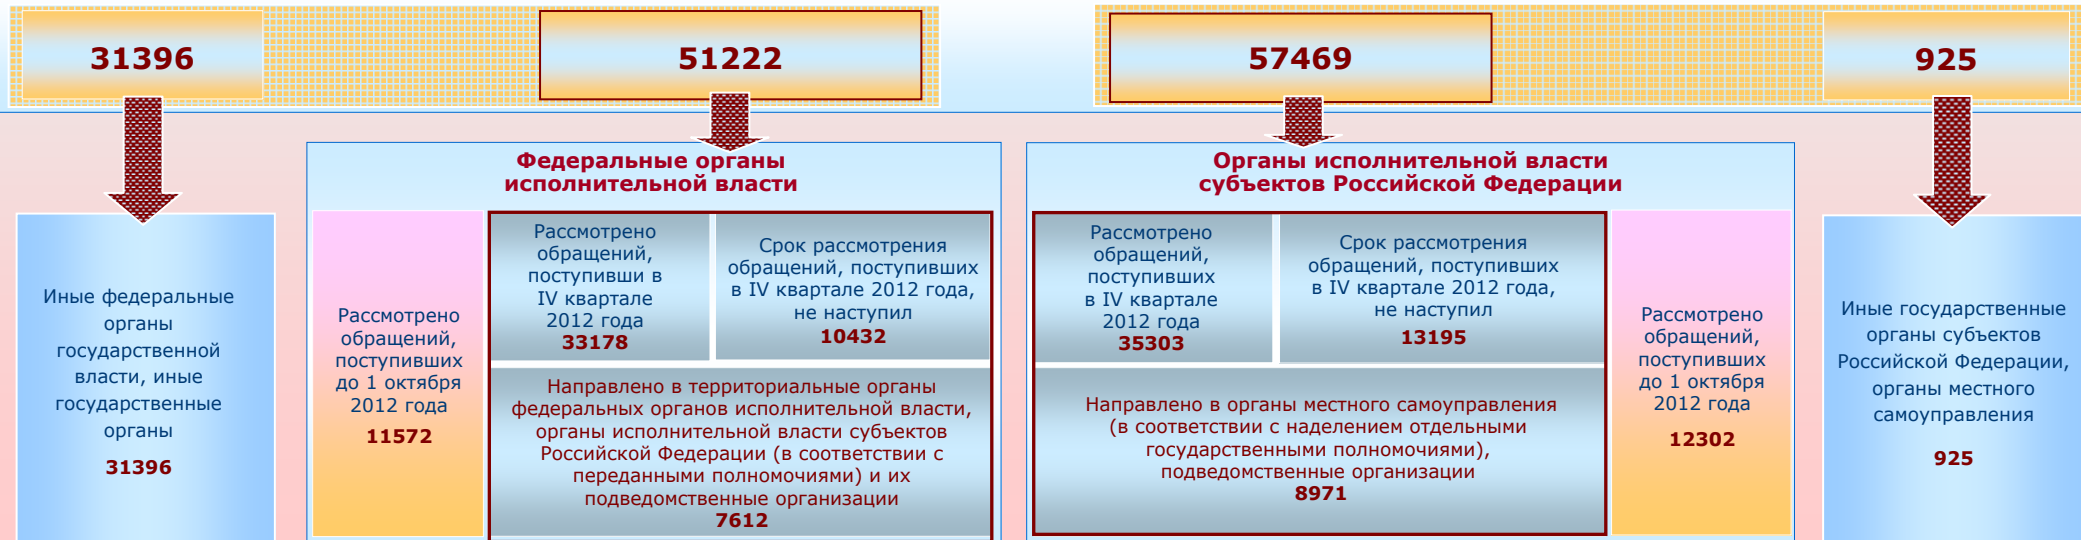 31396
51222
57469
925
Федеральные органы
исполнительной власти
Органы исполнительной власти
субъектов Российской Федерации
Иные федеральные
органы
государственной
власти, иные
государственные
органы
31396
Рассмотрено
обращений,
поступивших
до 1 октября
2012 года
11572
Рассмотрено
обращений,
поступивши в
IV квартале
2012 года
33178
Срок рассмотрения
обращений, поступивших
в IV квартале 2012 года,
не наступил
10432
Направлено в территориальные органы
федеральных органов исполнительной власти,
органы исполнительной власти субъектов
Российской Федерации (в соответствии с
переданными полномочиями) и их
подведомственные организации
7612
Рассмотрено
обращений,
поступивших
в IV квартале
2012 года
35303
Срок рассмотрения
обращений, поступивших
в IV квартале 2012 года,
не наступил
13195
Направлено в органы местного самоуправления
(в соответствии с наделением отдельными
государственными полномочиями),
подведомственные организации
8971
Рассмотрено
обращений,
поступивших
до 1 октября
2012 года
12302
Иные государственные
органы субъектов
Российской Федерации,
органы местного
самоуправления
925